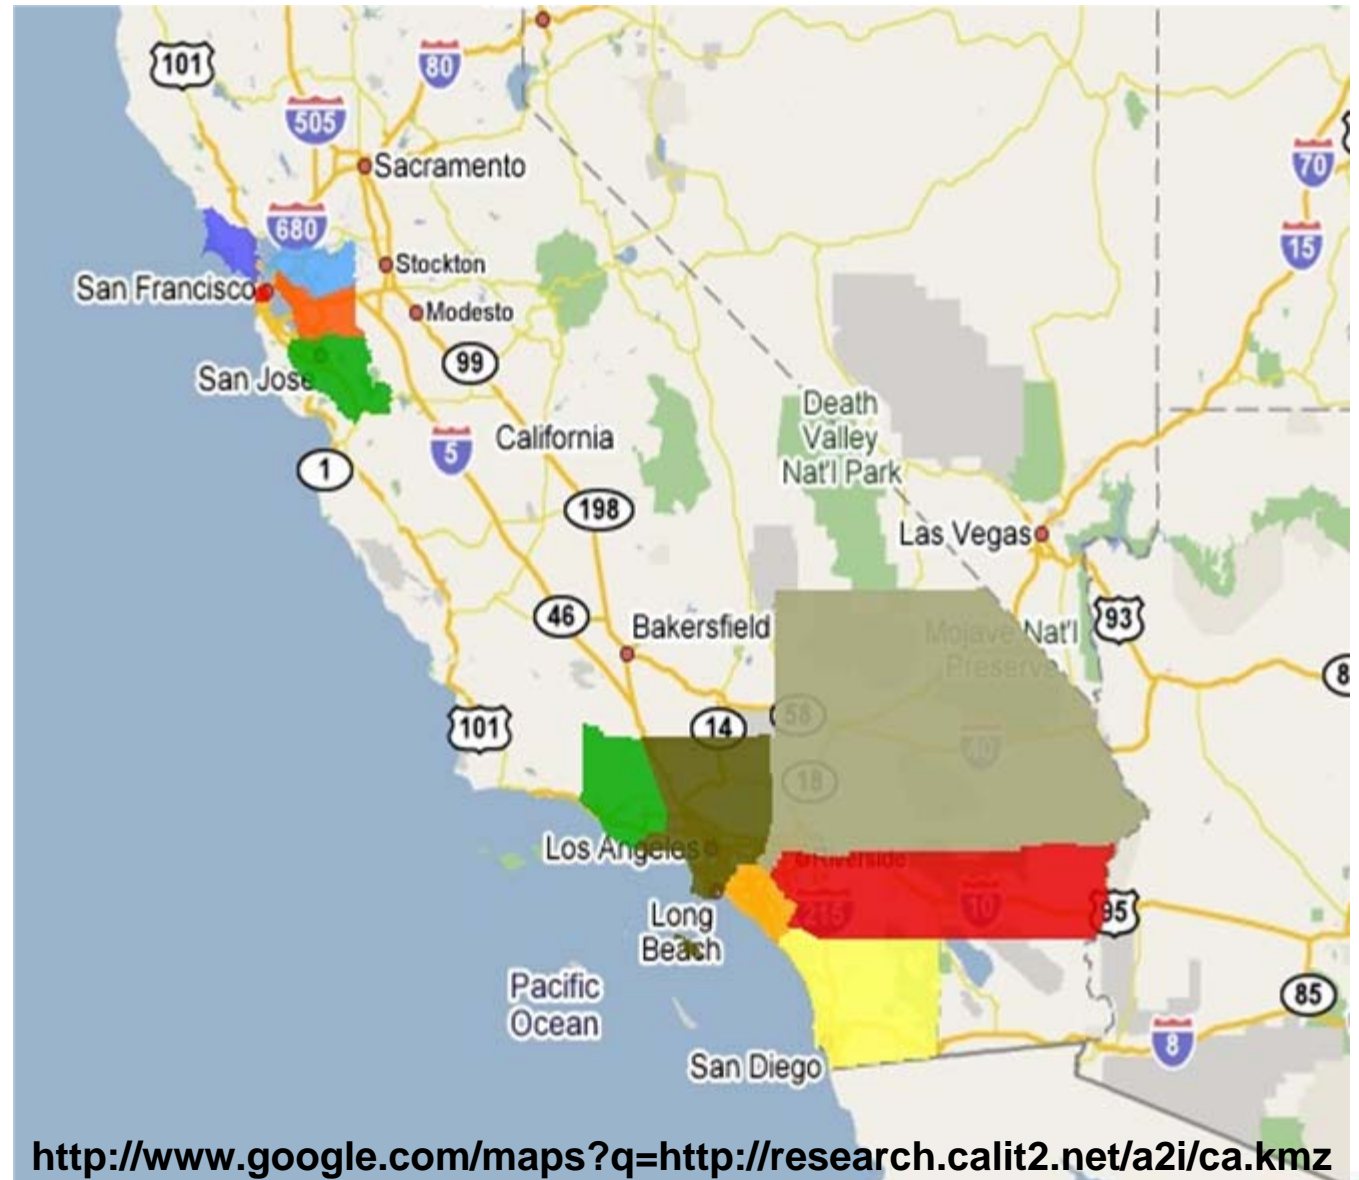 101
80
505
Sacramento
70
680
15
Stockton
San Francisco
Modesto
99
San Jose
Death
Valley
Nat'l Park
California
5
1
198
Las Vegas
46
Bakersfield
Mojave Nat'l
Preserve
93
8
101
14
58
40
18
Los Angeles
Riverside
Long
Beach
215
10
95
Pacific
Ocean
85
8
San Diego
http://www.google.com/maps?q=http://research.calit2.net/a2i/ca.kmz